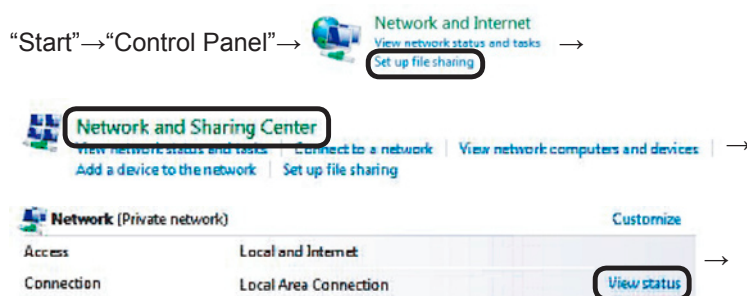 Network and Internet
“Start”→“Control Panel”→ View network status and tasks →
Set up file sharing
Network and Sharing Center
View network status and tasks Connect to a network View network computers and devices →
Add a device to the network Set up file sharing
Network (Private network) Customize
Access Local and Internet
→
Connection Local Area Connection View status